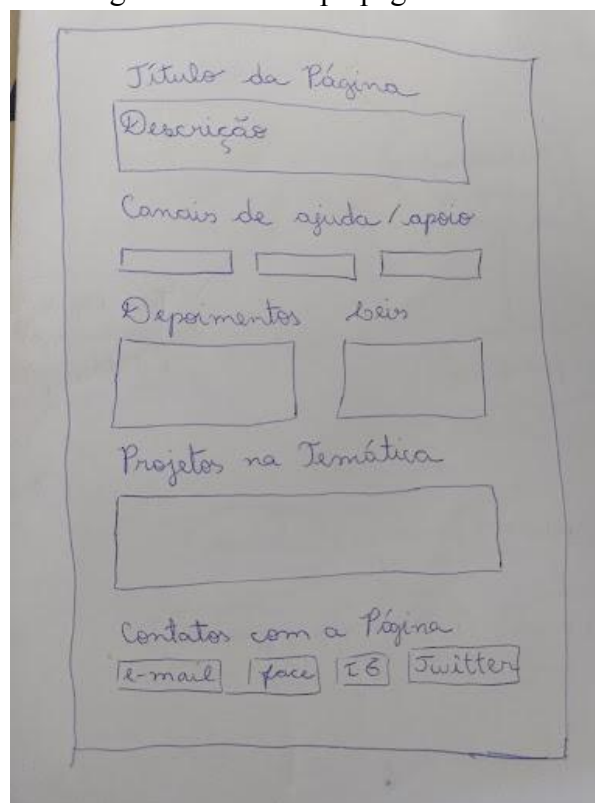 Título da Página
Descrição
Canais de ajuda / apoio
Depoimentos Leis
Projetos na Temática
Contatos com a Página
e-mail face IG Twitter